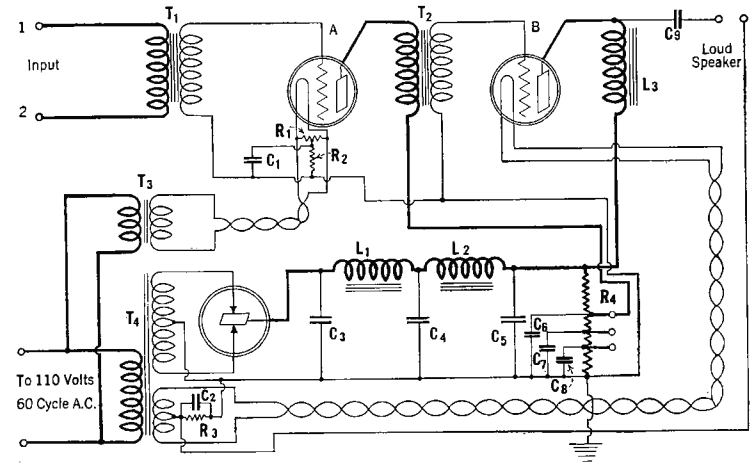 T1
T2
A
B
1
2
Input
C9
Loud
Speaker
L3
R1
R2
C1
T3
L1
L2
R4
T4
C3
C4
C5
C6
C7
C8
To 110 Volts
60 Cycle A.C.
C2
R3